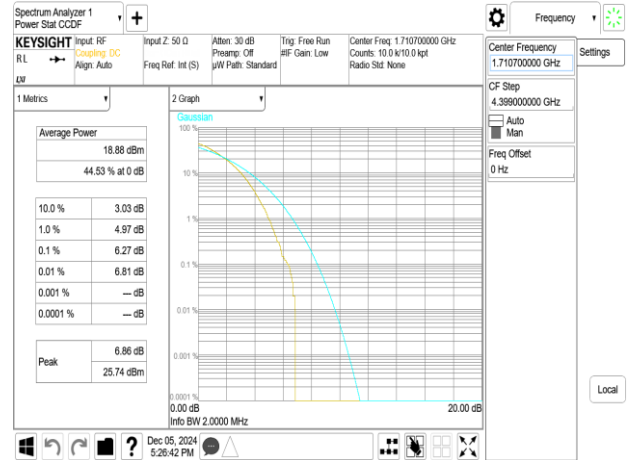 Spectrum Analyzer 1
Power Stat CCDF
Frequency
KEYSIGHT
RL
LXI
Input: RF
Coupling: DC
Align: Auto
Input Z: 50 Ω
Freq Ref: Int (S)
Atten: 30 dB
Preamp: Off
µW Path: Standard
Trig: Free Run
#IF Gain: Low
Center Freq: 1.710700000 GHz
Counts: 10.0 k/10.0 kpt
Radio Std: None
Center Frequency
1.710700000 GHz
Settings
CF Step
4.399000000 GHz
Auto
Man
Freq Offset
0 Hz
1 Metrics
2 Graph
Average Power
18.88 dBm
44.53 % at 0 dB
10.0 % 3.03 dB
1.0 % 4.97 dB
0.1 % 6.27 dB
0.01 % 6.81 dB
0.001 % --- dB
0.0001 % --- dB
Peak
6.86 dB
25.74 dBm
Gaussian
100 %
10 %
1 %
0.1 %
0.01 %
0.001 %
0.0001 %
0.00 dB 20.00 dB
Info BW 2.0000 MHz
Local
?
Dec 05, 2024
5:26:42 PM